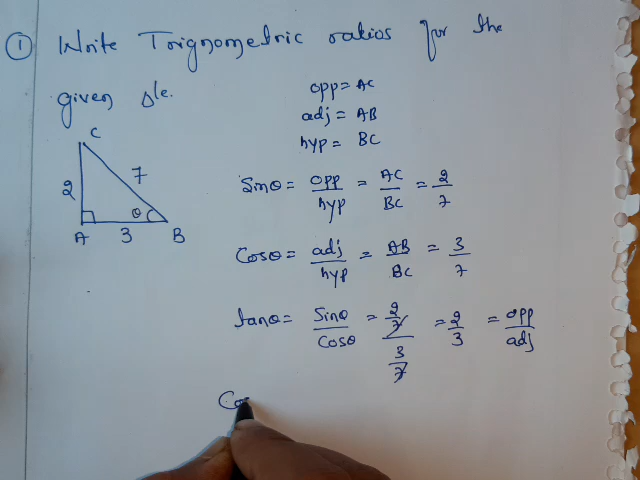 ① Write Trignometric ratios for the
given Δle.
opp = AC
adj = AB
hyp = BC
C
2
7
θ
A
3
B
Sinθ = opp/hyp = AC/BC = 2/7
Cosθ = adj/hyp = AB/BC = 3/7
tanθ = Sinθ/Cosθ = 2/7 / 3/7 = 2/3 = opp/adj
Co